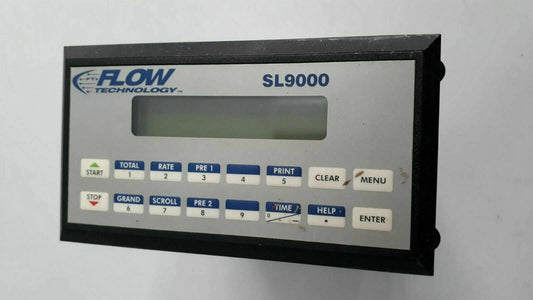 FLOW
TECHNOLOGY™
SL9000
START
TOTAL 1
RATE 2
PRE 1 3
4
PRINT 5
CLEAR
MENU
STOP
GRAND 6
SCROLL 7
PRE 2 8
9
TIME 0 —
HELP •
ENTER